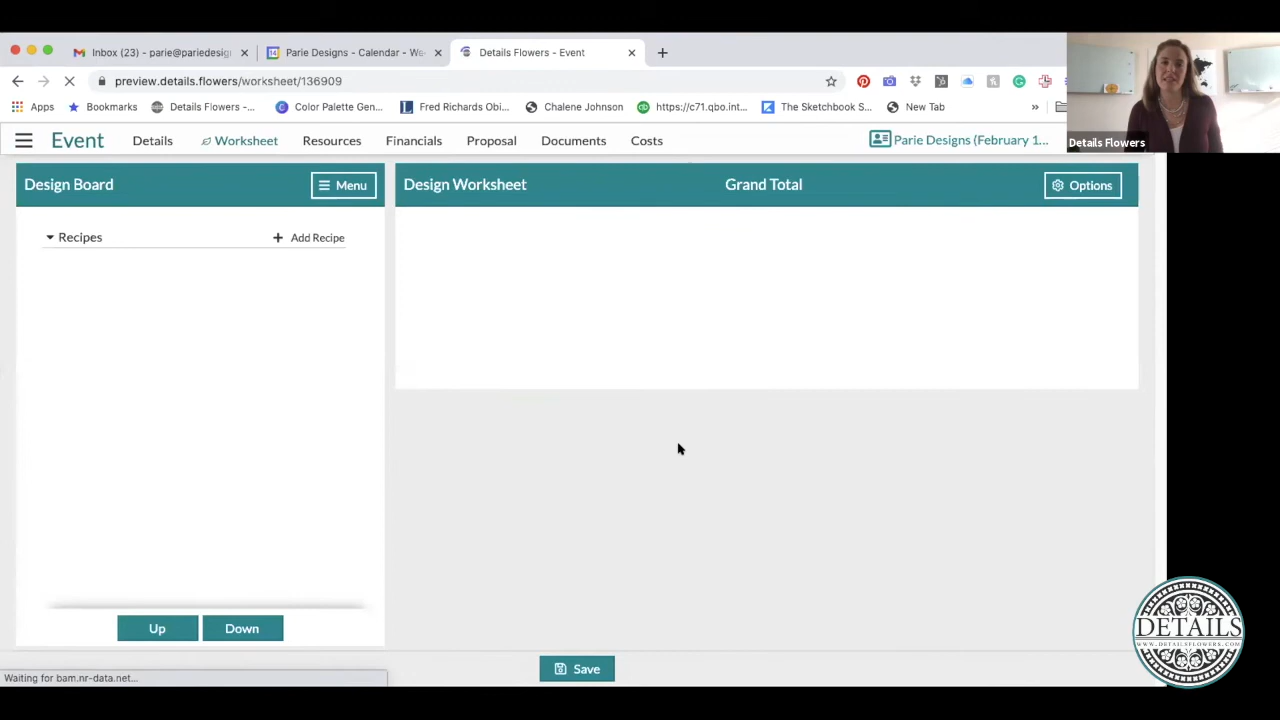 Inbox (23) - parie@pariedesig
Parie Designs - Calendar - We
Details Flowers - Event
preview.details.flowers/worksheet/136909
Apps
Bookmarks
Details Flowers -...
Color Palette Gen...
Fred Richards Obi...
Chalene Johnson
https://c71.qbo.int...
The Sketchbook S...
New Tab
»
Event
Details
Worksheet
Resources
Financials
Proposal
Documents
Costs
Parie Designs (February 1...
Details Flowers
Design Board
Menu
Design Worksheet
Grand Total
Options
Recipes
+ Add Recipe
Up
Down
Save
Waiting for bam.nr-data.net...
DETAILS
WWW.DETAILSFLOWERS.COM